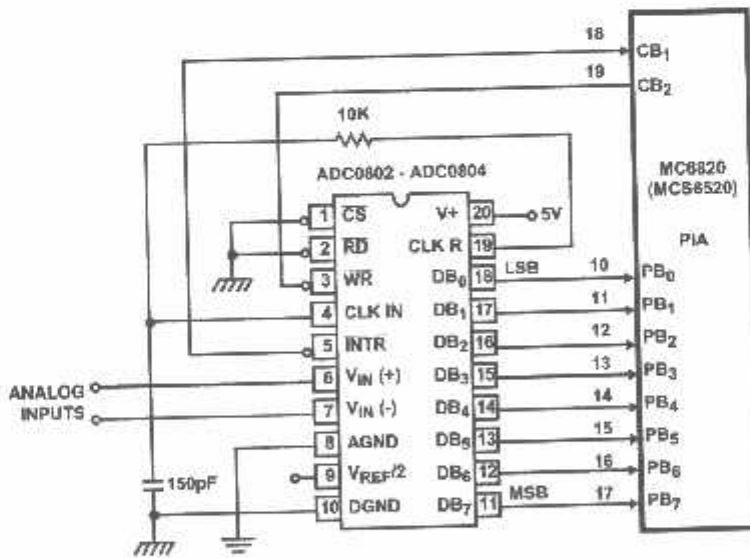 18
CB1
19
CB2
10K
ADC0802 - ADC0804
MC6820
(MCS6520)
PIA
1 CS V+ 20 5V
2 RD CLK R 19
3 WR DB0 18 LSB 10 PB0
4 CLK IN DB1 17 11 PB1
5 INTR DB2 16 12 PB2
6 VIN (+) DB3 15 13 PB3
ANALOG
INPUTS
7 VIN (-) DB4 14 14 PB4
8 AGND DB5 13 15 PB5
9 VREF/2 DB6 12 16 PB6
10 DGND DB7 11 MSB 17 PB7
150pF